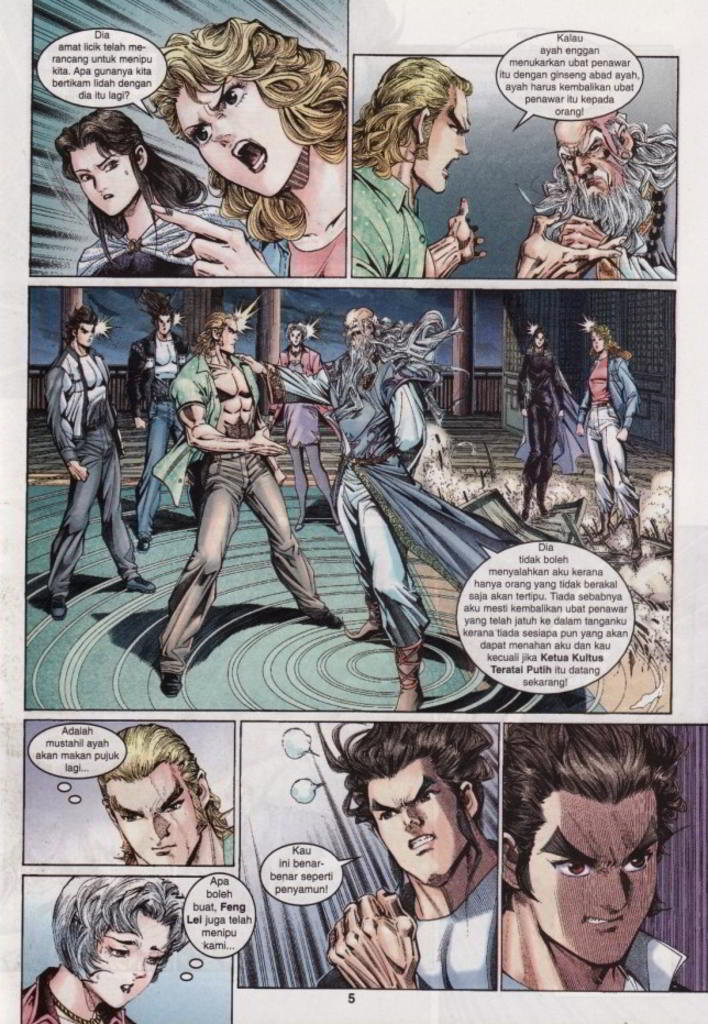 Dia
amat licik telah me-
rancang untuk menipu
kita. Apa gunanya kita
bertikam lidah dengan
dia itu lagi?
Kalau
ayah enggan
menukarkan ubat penawar
itu dengan ginseng abad ayah,
ayah harus kembalikan ubat
penawar itu kepada
orang!
Dia
tidak boleh
menyalahkan aku kerana
hanya orang yang tidak berakal
saja akan tertipu. Tiada sebabnya
aku mesti kembalikan ubat penawar
yang telah jatuh ke dalam tanganku
kerana tiada sesiapa pun yang akan
dapat menahan aku dan kau
kecuali jika Ketua Kultus
Teratai Putih itu datang
sekarang!
Adalah
mustahil ayah
akan makan pujuk
lagi...
Apa
boleh
buat, Feng
Lei juga telah
menipu
kami...
Kau
ini benar-
benar seperti
penyamun!
5